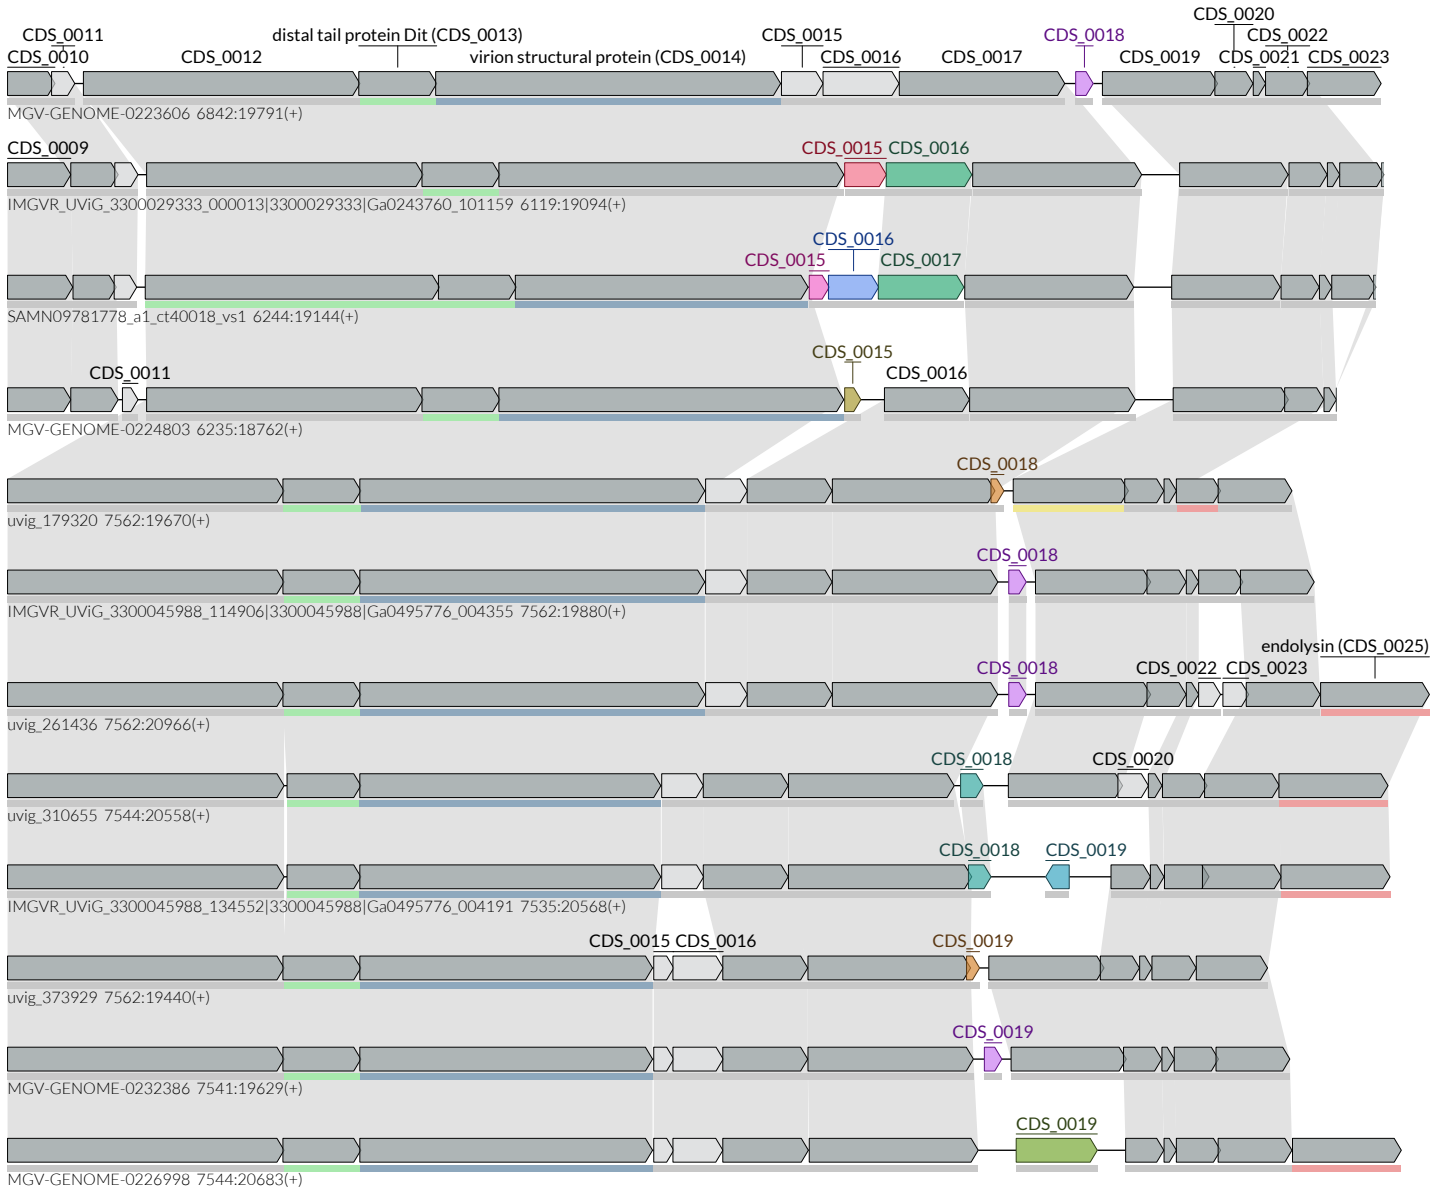 CDS_0020
CDS_0011 distal tail protein Dit (CDS_0013) CDS_0015 CDS_0018 CDS_0022
CDS_0010 CDS_0012 virion structural protein (CDS_0014) CDS_0016 CDS_0017 CDS_0019 CDS_0021 CDS_0023
MGV-GENOME-0223606 6842:19791(+)
CDS_0009 CDS_0015 CDS_0016
IMGVR_UViG_3300029333_000013|3300029333|Ga0243760_101159 6119:19094(+)
CDS_0016
CDS_0015 CDS_0017
SAMN09781778_a1_ct40018_vs1 6244:19144(+)
CDS_0015
CDS_0011 CDS_0016
MGV-GENOME-0224803 6235:18762(+)
CDS_0018
uvig_179320 7562:19670(+)
CDS_0018
IMGVR_UViG_3300045988_114906|3300045988|Ga0495776_004355 7562:19880(+)
endolysin (CDS_0025)
CDS_0018 CDS_0022 CDS_0023
uvig_261436 7562:20966(+)
CDS_0018 CDS_0020
uvig_310655 7544:20558(+)
CDS_0018 CDS_0019
IMGVR_UViG_3300045988_134552|3300045988|Ga0495776_004191 7535:20568(+)
CDS_0015 CDS_0016 CDS_0019
uvig_373929 7562:19440(+)
CDS_0019
MGV-GENOME-0232386 7541:19629(+)
CDS_0019
MGV-GENOME-0226998 7544:20683(+)